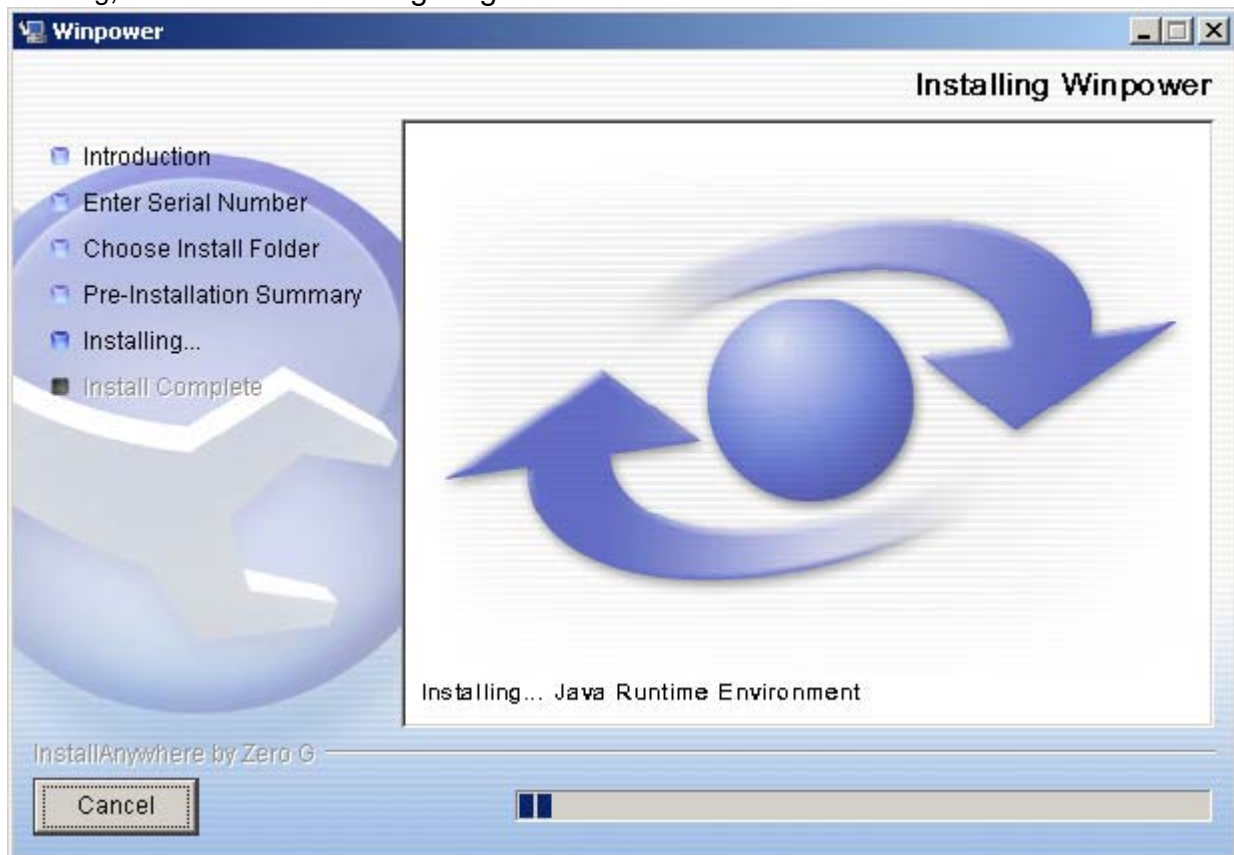 Winpower
Installing Winpower
Introduction
Enter Serial Number
Choose Install Folder
Pre-Installation Summary
Installing...
Install Complete
Installing... Java Runtime Environment
InstallAnywhere by Zero G
Cancel